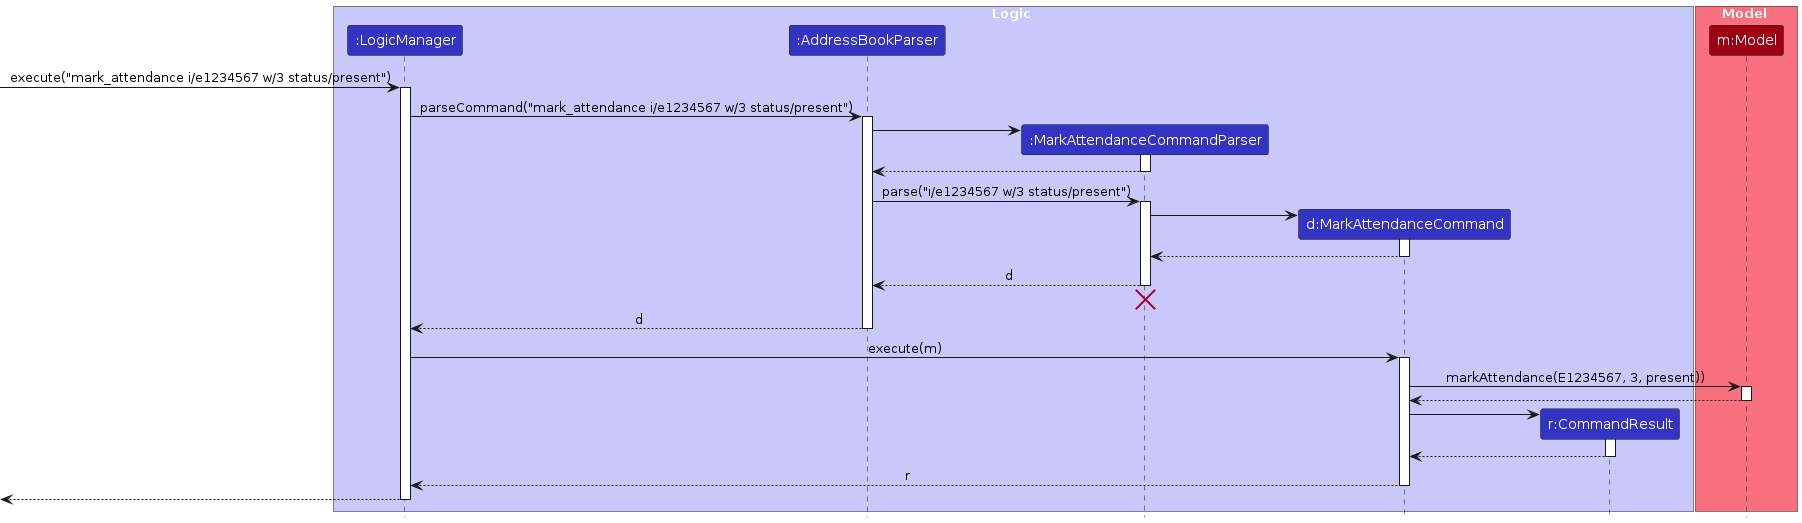 Logic
Model
:LogicManager
:AddressBookParser
m:Model
execute("mark_attendance i/e1234567 w/3 status/present")
parseCommand("mark_attendance i/e1234567 w/3 status/present")
:MarkAttendanceCommandParser
parse("i/e1234567 w/3 status/present")
d:MarkAttendanceCommand
d
d
execute(m)
markAttendance(E1234567, 3, present))
r:CommandResult
r